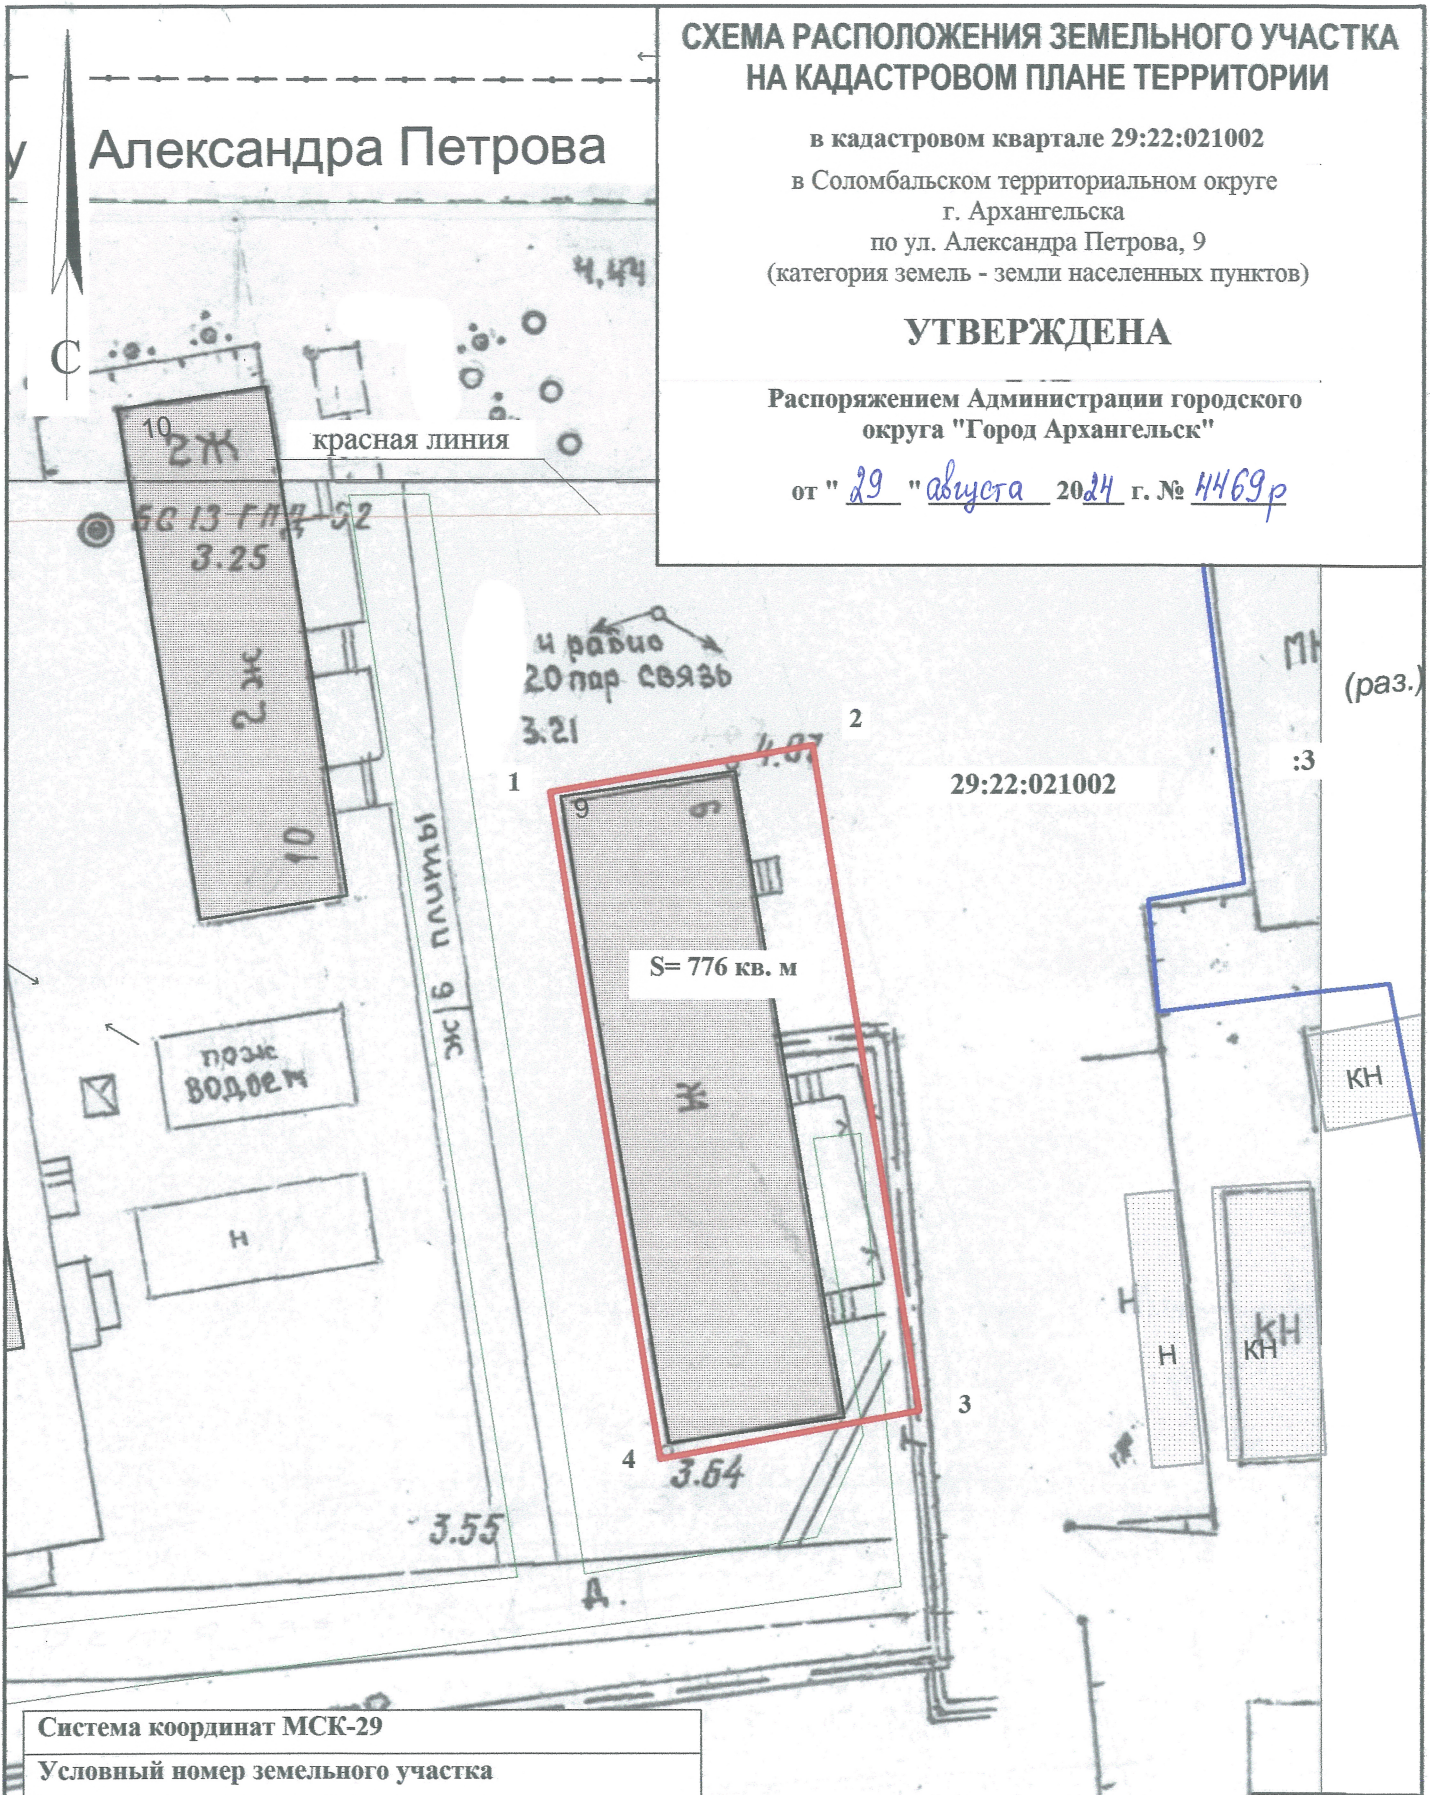 СХЕМА РАСПОЛОЖЕНИЯ ЗЕМЕЛЬНОГО УЧАСТКА
НА КАДАСТРОВОМ ПЛАНЕ ТЕРРИТОРИИ
в кадастровом квартале 29:22:021002
в Соломбальском территориальном округе
г. Архангельска
по ул. Александра Петрова, 9
(категория земель - земли населенных пунктов)
УТВЕРЖДЕНА
Распоряжением Администрации городского
округа "Город Архангельск"
от " 29 " августа 2024 г. № 4469р
у Александра Петрова
С
4,44
10
2Ж
красная линия
3.25
2 ж
10
ч радио
20 пар связь
3.21
4.07
1
2
9
9
29:22:021002
(раз.)
:3
плиты
ж|6
S= 776 кв. м
пож
водоем
Ж
КН
н
Н
Н
КН
КН
3
4
3.64
3.55
Д.
Система координат МСК-29
Условный номер земельного участка